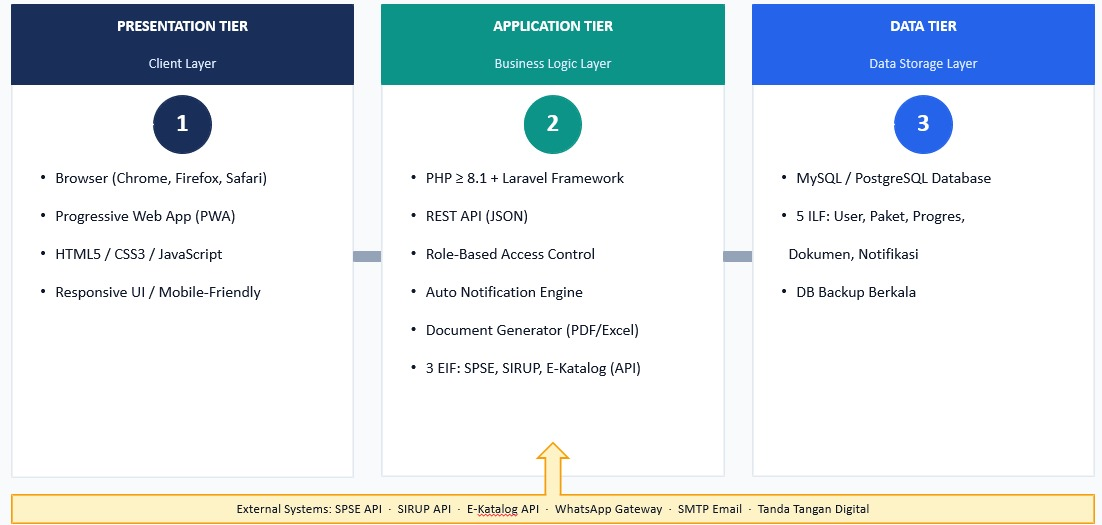 PRESENTATION TIER
Client Layer
1
• Browser (Chrome, Firefox, Safari)
• Progressive Web App (PWA)
• HTML5 / CSS3 / JavaScript
• Responsive UI / Mobile-Friendly
APPLICATION TIER
Business Logic Layer
2
• PHP ≥ 8.1 + Laravel Framework
• REST API (JSON)
• Role-Based Access Control
• Auto Notification Engine
• Document Generator (PDF/Excel)
• 3 EIF: SPSE, SIRUP, E-Katalog (API)
DATA TIER
Data Storage Layer
3
• MySQL / PostgreSQL Database
• 5 ILF: User, Paket, Progres,
Dokumen, Notifikasi
• DB Backup Berkala
External Systems: SPSE API · SIRUP API · E-Katalog API · WhatsApp Gateway · SMTP Email · Tanda Tangan Digital